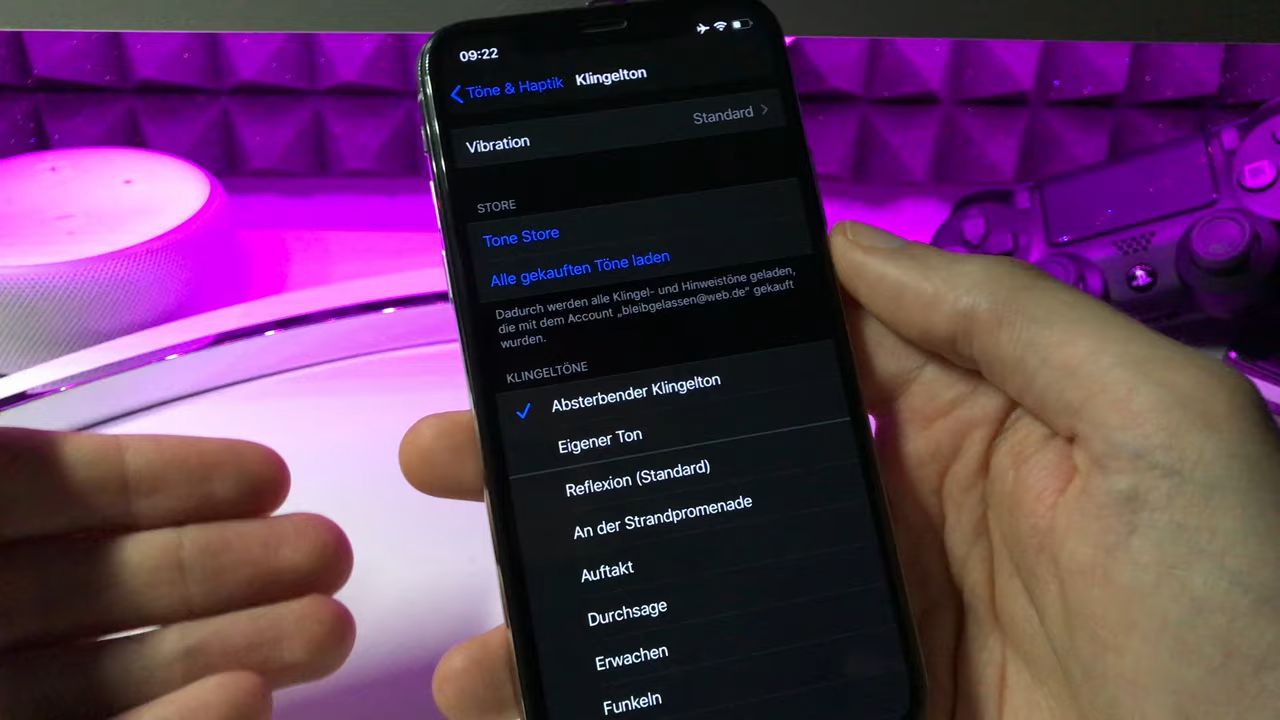 09:22
Töne & Haptik Klingelton
Vibration Standard
STORE
Tone Store
Alle gekauften Töne laden
Dadurch werden alle Klingel- und Hinweistöne geladen,
die mit dem Account „bleibgelassen@web.de“ gekauft
wurden.
KLINGELTÖNE
Absterbender Klingelton
Eigener Ton
Reflexion (Standard)
An der Strandpromenade
Auftakt
Durchsage
Erwachen
Funkeln